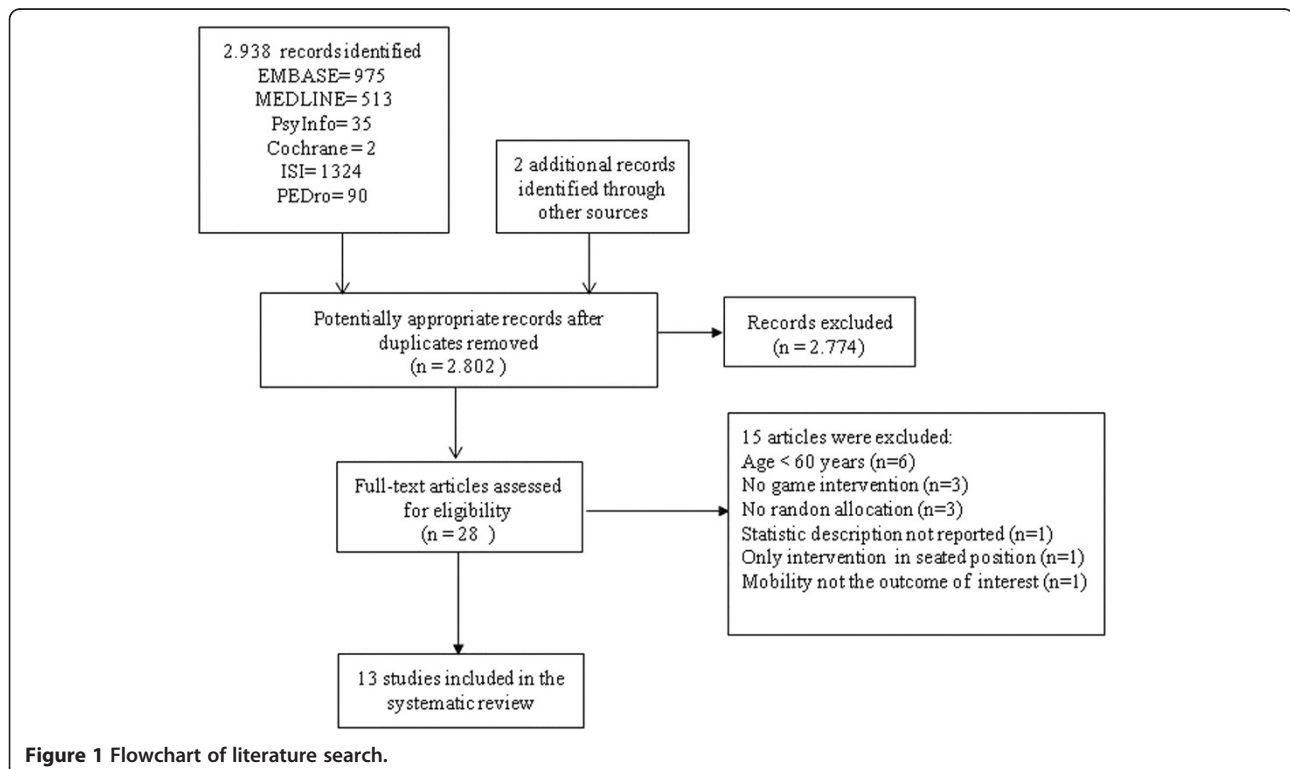 2.938 records identified
EMBASE= 975
MEDLINE= 513
PsyInfo= 35
Cochrane = 2
ISI= 1324
PEDro= 90
2 additional records
identified through
other sources
Potentially appropriate records after
duplicates removed
(n = 2.802 )
Records excluded
(n = 2.774)
Full-text articles assessed
for eligibility
(n = 28 )
15 articles were excluded:
Age < 60 years (n=6)
No game intervention (n=3)
No randon allocation (n=3)
Statistic description not reported (n=1)
Only intervention in seated position (n=1)
Mobility not the outcome of interest (n=1)
13 studies included in the
systematic review
Figure 1 Flowchart of literature search.